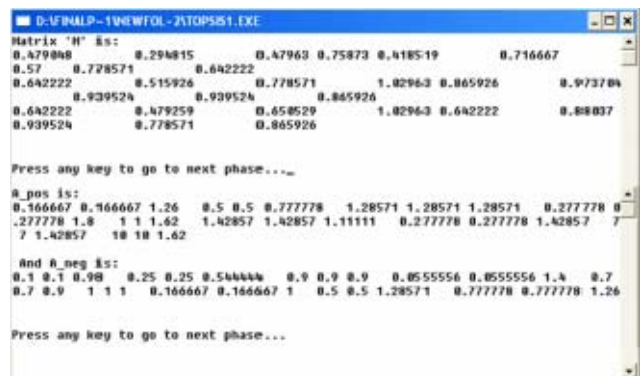 D:\FINALP~1\NEWFOL~2\TOPSIS1.EXE
Matrix 'M' is:
0.479048 0.294815 0.47963 0.75873 0.418519 0.716667
0.57 0.778571 0.642222
0.642222 0.515926 0.778571 1.02963 0.865926 0.973704
0.939524 0.939524 0.865926
0.642222 0.479259 0.650529 1.02963 0.642222 0.88037
0.939524 0.778571 0.865926
Press any key to go to next phase..._
A_pos is:
0.166667 0.166667 1.26 0.5 0.5 0.777778 1.28571 1.28571 1.28571 0.277778 0
.277778 1.8 1 1 1.62 1.42857 1.42857 1.11111 0.277778 0.277778 1.42857 7
7 1.42857 10 10 1.62
And A_neg is:
0.1 0.1 0.98 0.25 0.25 0.544444 0.9 0.9 0.9 0.0555556 0.0555556 1.4 0.7
0.7 0.9 1 1 1 0.166667 0.166667 1 0.5 0.5 1.28571 0.777778 0.777778 1.26
Press any key to go to next phase...